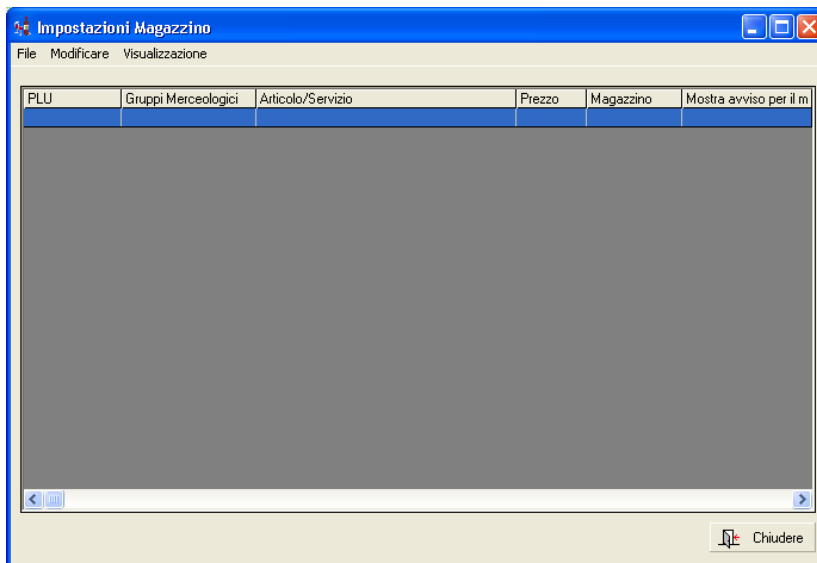 Impostazioni Magazzino
File Modificare Visualizzazione
PLU Gruppi Merceologici Articolo/Servizio Prezzo Magazzino Mostra avviso per il m
Chiudere